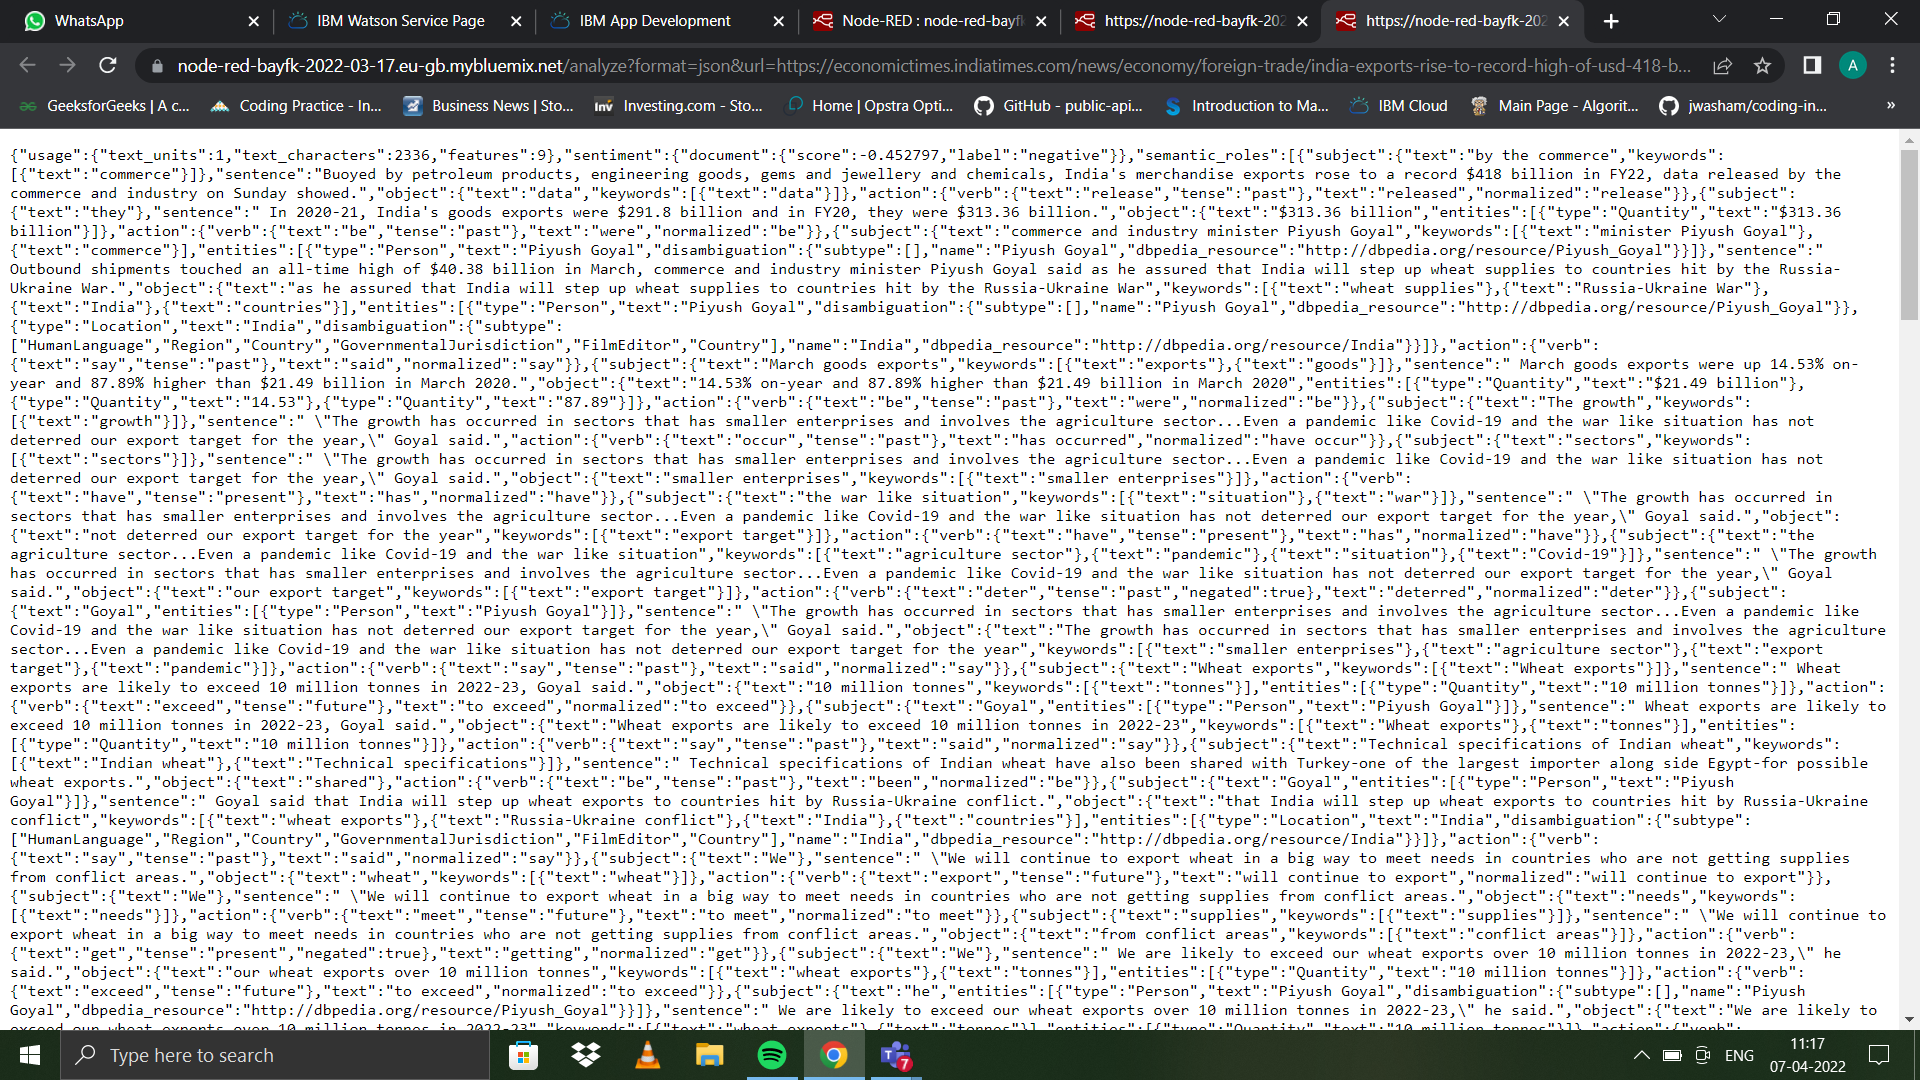 WhatsApp
IBM Watson Service Page
IBM App Development
Node-RED : node-red-bayfk
https://node-red-bayfk-202
https://node-red-bayfk-202
node-red-bayfk-2022-03-17.eu-gb.mybluemix.net/analyze?format=json&url=https://economictimes.indiatimes.com/news/economy/foreign-trade/india-exports-rise-to-record-high-of-usd-418-b...
A
GeeksforGeeks | A c...
Coding Practice - In...
Business News | Sto...
Inv
Investing.com - Sto...
Home | Opstra Opti...
GitHub - public-api...
Introduction to Ma...
IBM Cloud
Main Page - Algorit...
jwasham/coding-in...
»
{"usage":{"text_units":1,"text_characters":2336,"features":9},"sentiment":{"document":{"score":-0.452797,"label":"negative"}},"semantic_roles":[{"subject":{"text":"by the commerce","keywords":
[{"text":"commerce"}]},"sentence":"Buoyed by petroleum products, engineering goods, gems and jewellery and chemicals, India's merchandise exports rose to a record $418 billion in FY22, data released by the
commerce and industry on Sunday showed.","object":{"text":"data","keywords":[{"text":"data"}]},"action":{"verb":{"text":"release","tense":"past"},"text":"released","normalized":"release"}},{"subject":
{"text":"they"},"sentence":" In 2020-21, India's goods exports were $291.8 billion and in FY20, they were $313.36 billion.","object":{"text":"$313.36 billion","entities":[{"type":"Quantity","text":"$313.36
billion"}]},"action":{"verb":{"text":"be","tense":"past"},"text":"were","normalized":"be"}},{"subject":{"text":"commerce and industry minister Piyush Goyal","keywords":[{"text":"minister Piyush Goyal"},
{"text":"commerce"}],"entities":[{"type":"Person","text":"Piyush Goyal","disambiguation":{"subtype":[],"name":"Piyush Goyal","dbpedia_resource":"http://dbpedia.org/resource/Piyush_Goyal"}}]},"sentence":"
Outbound shipments touched an all-time high of $40.38 billion in March, commerce and industry minister Piyush Goyal said as he assured that India will step up wheat supplies to countries hit by the Russia-
Ukraine War.","object":{"text":"as he assured that India will step up wheat supplies to countries hit by the Russia-Ukraine War","keywords":[{"text":"wheat supplies"},{"text":"Russia-Ukraine War"},
{"text":"India"},{"text":"countries"}],"entities":[{"type":"Person","text":"Piyush Goyal","disambiguation":{"subtype":[],"name":"Piyush Goyal","dbpedia_resource":"http://dbpedia.org/resource/Piyush_Goyal"}},
{"type":"Location","text":"India","disambiguation":{"subtype":
["HumanLanguage","Region","Country","GovernmentalJurisdiction","FilmEditor","Country"],"name":"India","dbpedia_resource":"http://dbpedia.org/resource/India"}}]},"action":{"verb":
{"text":"say","tense":"past"},"text":"said","normalized":"say"}},{"subject":{"text":"March goods exports","keywords":[{"text":"exports"},{"text":"goods"}]},"sentence":" March goods exports were up 14.53% on-
year and 87.89% higher than $21.49 billion in March 2020.","object":{"text":"14.53% on-year and 87.89% higher than $21.49 billion in March 2020","entities":[{"type":"Quantity","text":"$21.49 billion"},
{"type":"Quantity","text":"14.53"},{"type":"Quantity","text":"87.89"}]},"action":{"verb":{"text":"be","tense":"past"},"text":"were","normalized":"be"}},{"subject":{"text":"The growth","keywords":
[{"text":"growth"}]},"sentence":" \"The growth has occurred in sectors that has smaller enterprises and involves the agriculture sector...Even a pandemic like Covid-19 and the war like situation has not
deterred our export target for the year,\" Goyal said.","action":{"verb":{"text":"occur","tense":"past"},"text":"has occurred","normalized":"have occur"}},{"subject":{"text":"sectors","keywords":
[{"text":"sectors"}]},"sentence":" \"The growth has occurred in sectors that has smaller enterprises and involves the agriculture sector...Even a pandemic like Covid-19 and the war like situation has not
deterred our export target for the year,\" Goyal said.","object":{"text":"smaller enterprises","keywords":[{"text":"smaller enterprises"}]},"action":{"verb":
{"text":"have","tense":"present"},"text":"has","normalized":"have"}},{"subject":{"text":"the war like situation","keywords":[{"text":"situation"},{"text":"war"}]},"sentence":" \"The growth has occurred in
sectors that has smaller enterprises and involves the agriculture sector...Even a pandemic like Covid-19 and the war like situation has not deterred our export target for the year,\" Goyal said.","object":
{"text":"not deterred our export target for the year","keywords":[{"text":"export target"}]},"action":{"verb":{"text":"have","tense":"present"},"text":"has","normalized":"have"}},{"subject":{"text":"the
agriculture sector...Even a pandemic like Covid-19 and the war like situation","keywords":[{"text":"agriculture sector"},{"text":"pandemic"},{"text":"situation"},{"text":"Covid-19"}]},"sentence":" \"The growth
has occurred in sectors that has smaller enterprises and involves the agriculture sector...Even a pandemic like Covid-19 and the war like situation has not deterred our export target for the year,\" Goyal
said.","object":{"text":"our export target","keywords":[{"text":"export target"}]},"action":{"verb":{"text":"deter","tense":"past","negated":true},"text":"deterred","normalized":"deter"}},{"subject":
{"text":"Goyal","entities":[{"type":"Person","text":"Piyush Goyal"}]},"sentence":" \"The growth has occurred in sectors that has smaller enterprises and involves the agriculture sector...Even a pandemic like
Covid-19 and the war like situation has not deterred our export target for the year,\" Goyal said.","object":{"text":"The growth has occurred in sectors that has smaller enterprises and involves the agriculture
sector...Even a pandemic like Covid-19 and the war like situation has not deterred our export target for the year","keywords":[{"text":"smaller enterprises"},{"text":"agriculture sector"},{"text":"export
target"},{"text":"pandemic"}]},"action":{"verb":{"text":"say","tense":"past"},"text":"said","normalized":"say"}},{"subject":{"text":"Wheat exports","keywords":[{"text":"Wheat exports"}]},"sentence":" Wheat
exports are likely to exceed 10 million tonnes in 2022-23, Goyal said.","object":{"text":"10 million tonnes","keywords":[{"text":"tonnes"}],"entities":[{"type":"Quantity","text":"10 million tonnes"}]},"action":
{"verb":{"text":"exceed","tense":"future"},"text":"to exceed","normalized":"to exceed"}},{"subject":{"text":"Goyal","entities":[{"type":"Person","text":"Piyush Goyal"}]},"sentence":" Wheat exports are likely to
exceed 10 million tonnes in 2022-23, Goyal said.","object":{"text":"Wheat exports are likely to exceed 10 million tonnes in 2022-23","keywords":[{"text":"Wheat exports"},{"text":"tonnes"}],"entities":
[{"type":"Quantity","text":"10 million tonnes"}]},"action":{"verb":{"text":"say","tense":"past"},"text":"said","normalized":"say"}},{"subject":{"text":"Technical specifications of Indian wheat","keywords":
[{"text":"Indian wheat"},{"text":"Technical specifications"}]},"sentence":" Technical specifications of Indian wheat have also been shared with Turkey-one of the largest importer along side Egypt-for possible
wheat exports.","object":{"text":"shared"},"action":{"verb":{"text":"be","tense":"past"},"text":"been","normalized":"be"}},{"subject":{"text":"Goyal","entities":[{"type":"Person","text":"Piyush
Goyal"}]},"sentence":" Goyal said that India will step up wheat exports to countries hit by Russia-Ukraine conflict.","object":{"text":"that India will step up wheat exports to countries hit by Russia-Ukraine
conflict","keywords":[{"text":"wheat exports"},{"text":"Russia-Ukraine conflict"},{"text":"India"},{"text":"countries"}],"entities":[{"type":"Location","text":"India","disambiguation":{"subtype":
["HumanLanguage","Region","Country","GovernmentalJurisdiction","FilmEditor","Country"],"name":"India","dbpedia_resource":"http://dbpedia.org/resource/India"}}]},"action":{"verb":
{"text":"say","tense":"past"},"text":"said","normalized":"say"}},{"subject":{"text":"We"},"sentence":" \"We will continue to export wheat in a big way to meet needs in countries who are not getting supplies
from conflict areas.","object":{"text":"wheat","keywords":[{"text":"wheat"}]},"action":{"verb":{"text":"export","tense":"future"},"text":"will continue to export","normalized":"will continue to export"}},
{"subject":{"text":"We"},"sentence":" \"We will continue to export wheat in a big way to meet needs in countries who are not getting supplies from conflict areas.","object":{"text":"needs","keywords":
[{"text":"needs"}]},"action":{"verb":{"text":"meet","tense":"future"},"text":"to meet","normalized":"to meet"}},{"subject":{"text":"supplies","keywords":[{"text":"supplies"}]},"sentence":" \"We will continue to
export wheat in a big way to meet needs in countries who are not getting supplies from conflict areas.","object":{"text":"from conflict areas","keywords":[{"text":"conflict areas"}]},"action":{"verb":
{"text":"get","tense":"present","negated":true},"text":"getting","normalized":"get"}},{"subject":{"text":"We"},"sentence":" We are likely to exceed our wheat exports over 10 million tonnes in 2022-23,\" he
said.","object":{"text":"our wheat exports over 10 million tonnes","keywords":[{"text":"wheat exports"},{"text":"tonnes"}],"entities":[{"type":"Quantity","text":"10 million tonnes"}]},"action":{"verb":
{"text":"exceed","tense":"future"},"text":"to exceed","normalized":"to exceed"}},{"subject":{"text":"he","entities":[{"type":"Person","text":"Piyush Goyal","disambiguation":{"subtype":[],"name":"Piyush
Goyal","dbpedia_resource":"http://dbpedia.org/resource/Piyush_Goyal"}}]},"sentence":" We are likely to exceed our wheat exports over 10 million tonnes in 2022-23,\" he said.","object":{"text":"We are likely to
exceed our wheat exports over 10 million tonnes in 2022-23","keywords":[{"text":"wheat exports"},{"text":"tonnes"}],"entities":[{"type":"Quantity","text":"10 million tonnes"}]},"action":{"verb":
Type here to search
7
ENG
11:17
07-04-2022